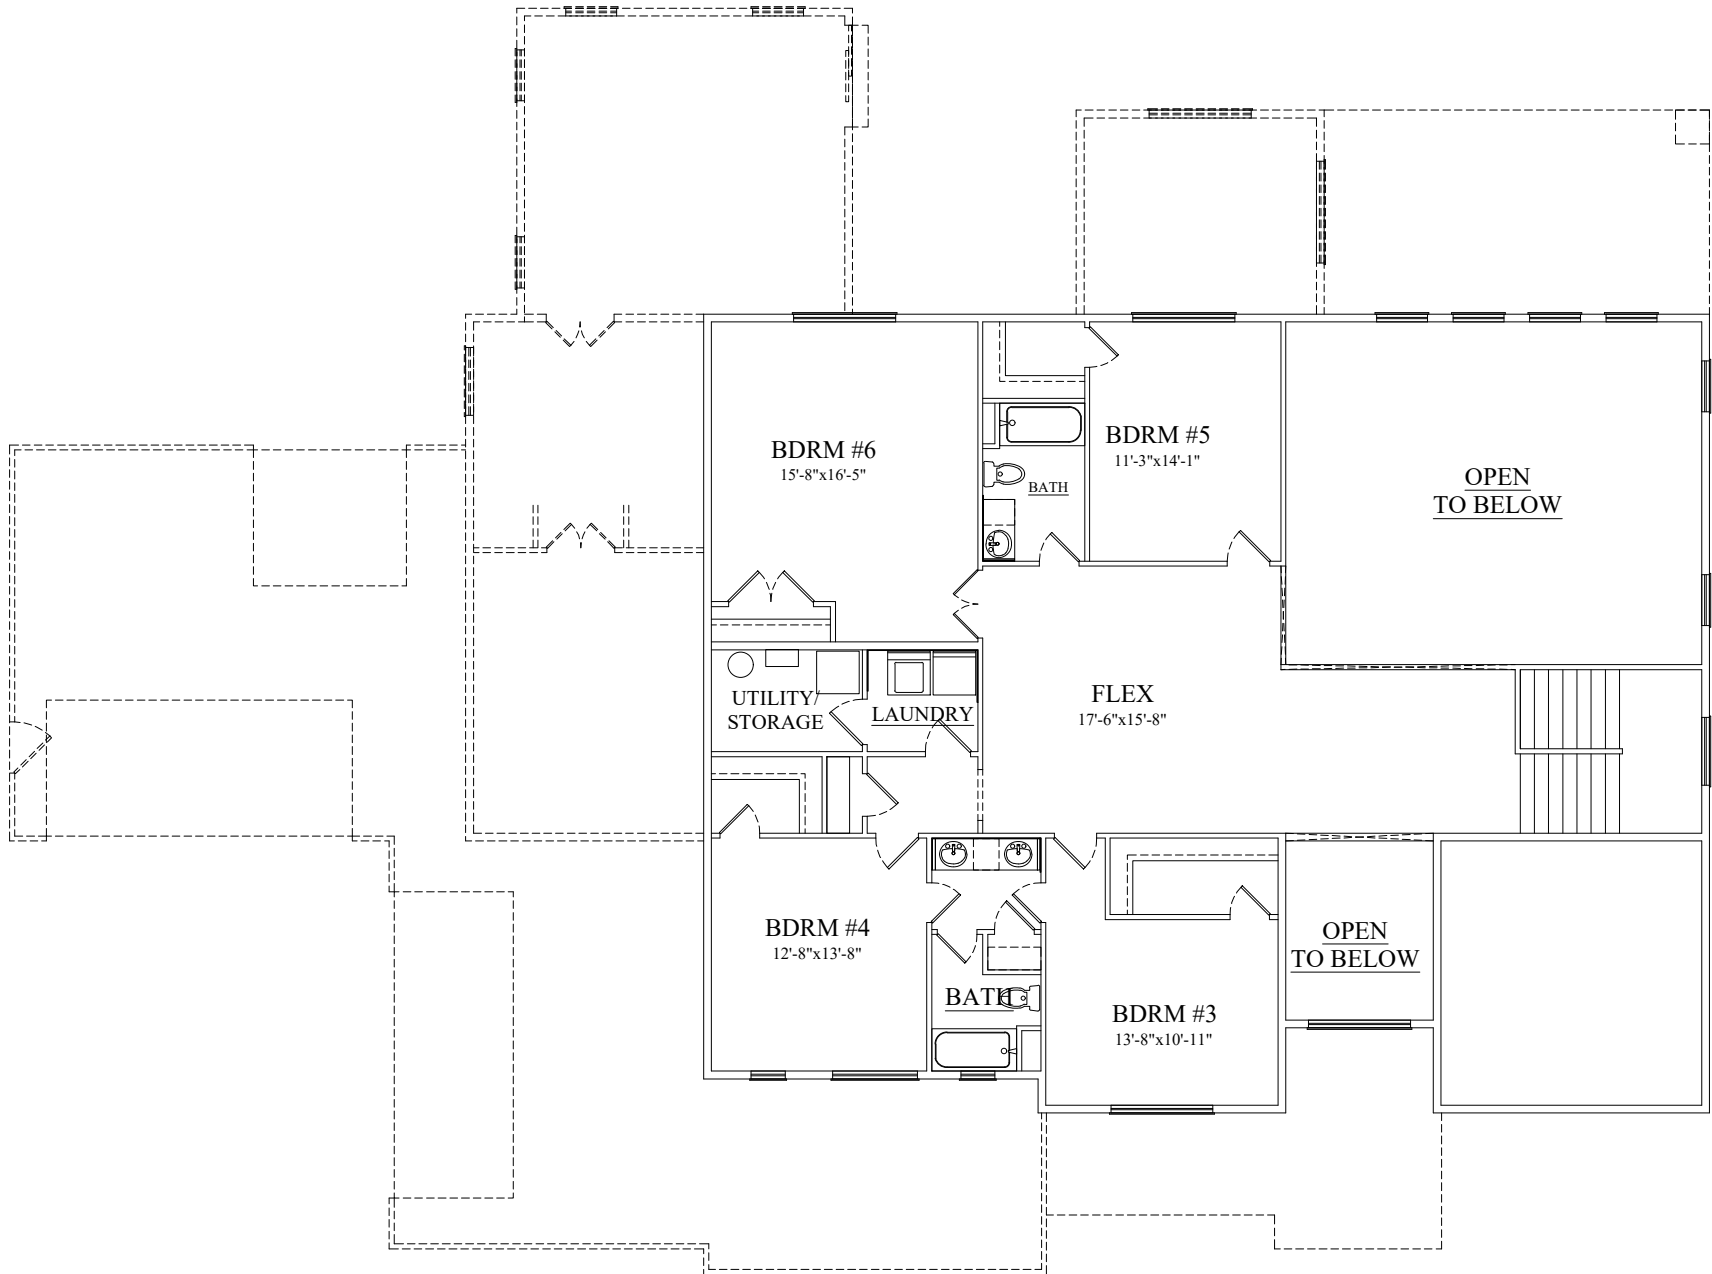 BDRM #6
15'-8"x16'-5"
BDRM #5
11'-3"x14'-1"
BATH
OPEN
TO BELOW
UTILITY/
STORAGE
LAUNDRY
FLEX
17'-6"x15'-8"
BDRM #4
12'-8"x13'-8"
BATH
BDRM #3
13'-8"x10'-11"
OPEN
TO BELOW